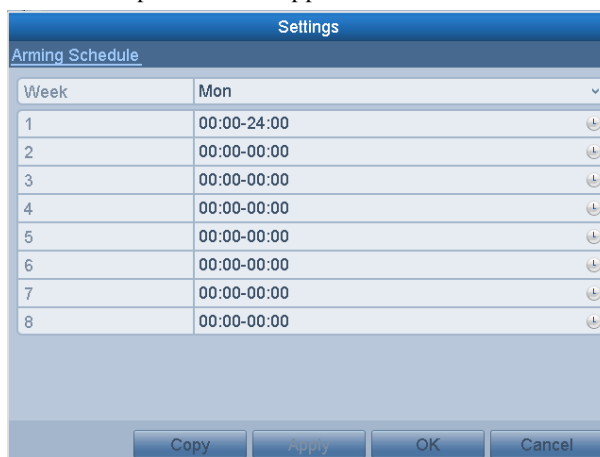 Settings
Arming Schedule
Week Mon
1 00:00-24:00
2 00:00-00:00
3 00:00-00:00
4 00:00-00:00
5 00:00-00:00
6 00:00-00:00
7 00:00-00:00
8 00:00-00:00
Copy Apply OK Cancel